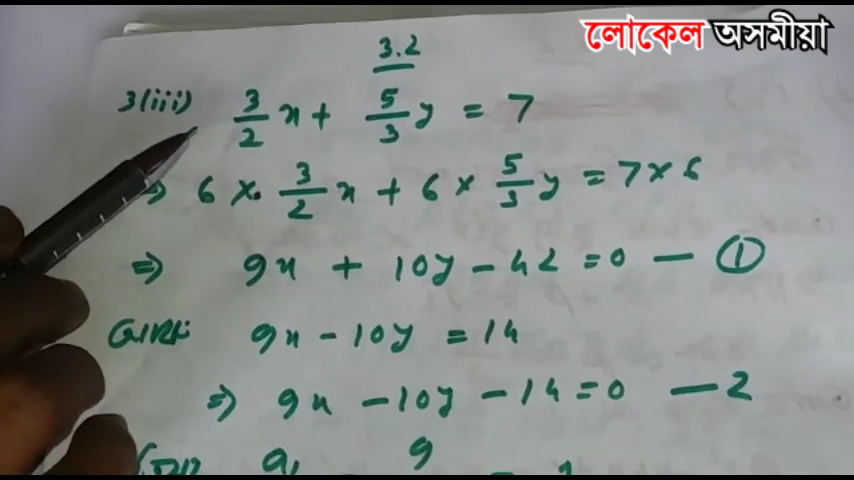 লোকেল অসমীয়া
3.2
3(iii) 3/2 x + 5/3 y = 7
⇒ 6 × 3/2 x + 6 × 5/3 y = 7 × 6
⇒ 9x + 10y - 42 = 0 — ①
9x - 10y = 14
⇒ 9x - 10y - 14 = 0 — 2